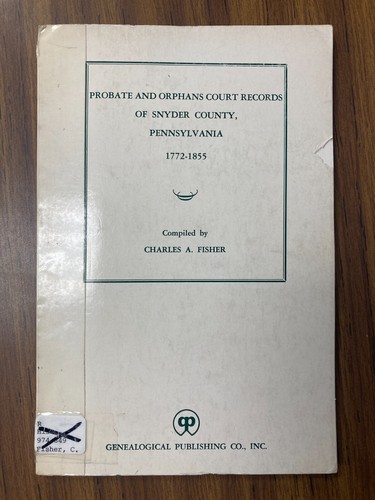 PROBATE AND ORPHANS COURT RECORDS
OF SNYDER COUNTY,
PENNSYLVANIA
1772-1855
Compiled by
CHARLES A. FISHER
GENEALOGICAL PUBLISHING CO., INC.
R
Fisher, C.